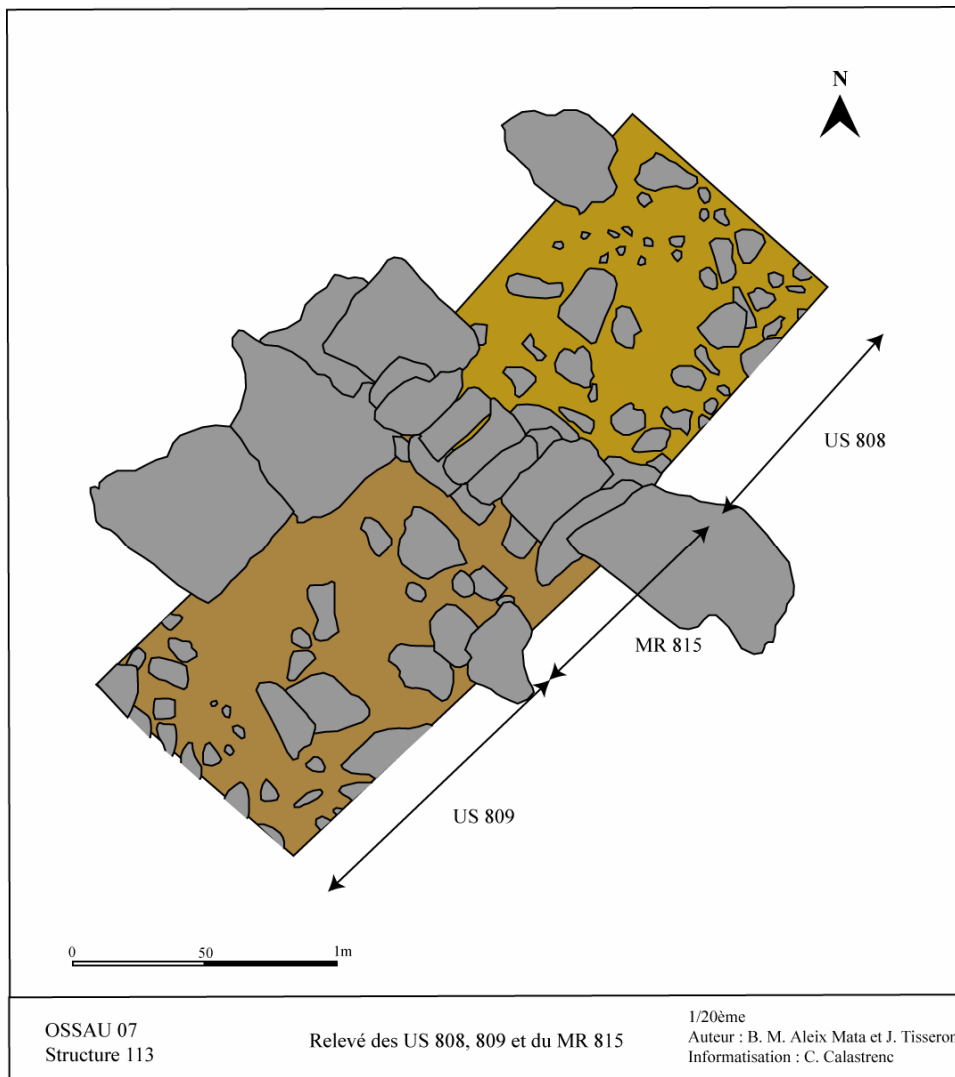 N
US 808
MR 815
US 809
0 50 1m
OSSAU 07
Structure 113
Relevé des US 808, 809 et du MR 815
1/20ème
Auteur : B. M. Aleix Mata et J. Tisseron
Informatisation : C. Calastrenc